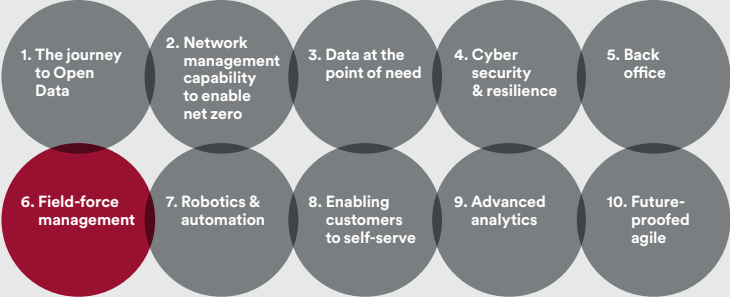 1. The journey
to Open
Data
2. Network
management
capability
to enable
net zero
3. Data at the
point of need
4. Cyber
security
& resilience
5. Back
office
6. Field-force
management
7. Robotics &
automation
8. Enabling
customers
to self-serve
9. Advanced
analytics
10. Future-
proofed
agile